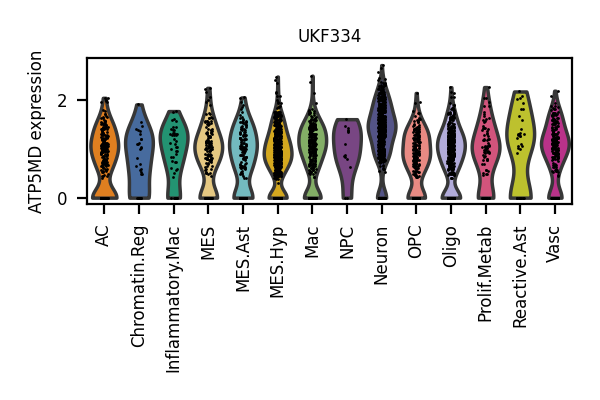 UKF334
ATP5MD expression
2
0
AC
Chromatin.Reg
Inflammatory.Mac
MES
MES.Ast
MES.Hyp
Mac
NPC
Neuron
OPC
Oligo
Prolif.Metab
Reactive.Ast
Vasc